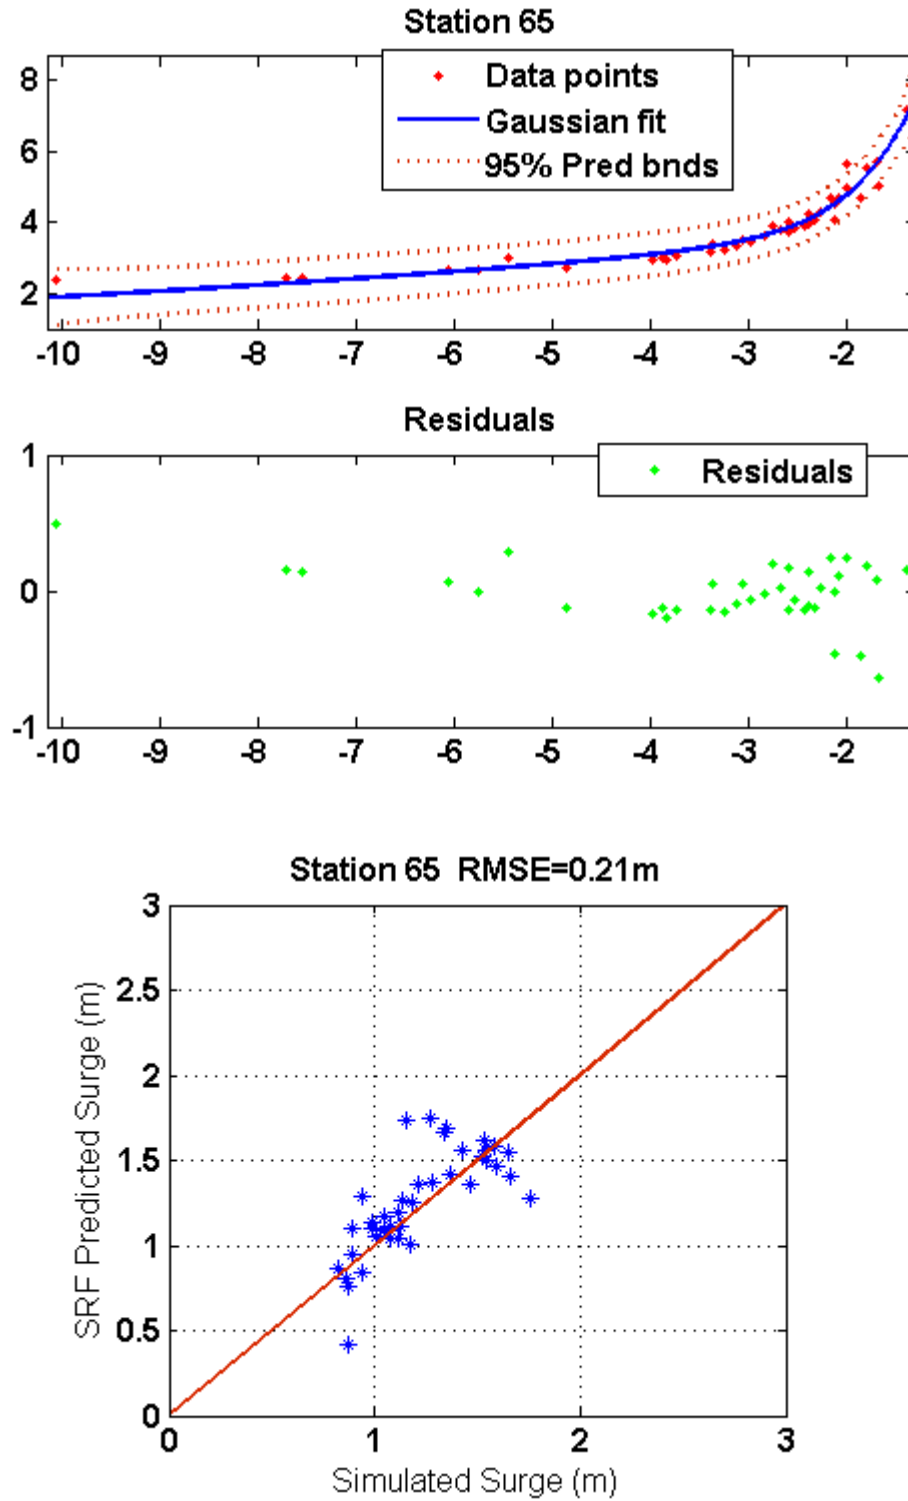 Station 65
Data points
Gaussian fit
95% Pred bnds
8
6
4
2
-10 -9 -8 -7 -6 -5 -4 -3 -2
Residuals
Residuals
1
0
-1
-10 -9 -8 -7 -6 -5 -4 -3 -2
Station 65 RMSE=0.21m
SRF Predicted Surge (m)
3
2.5
2
1.5
1
0.5
0
0 1 2 3
Simulated Surge (m)